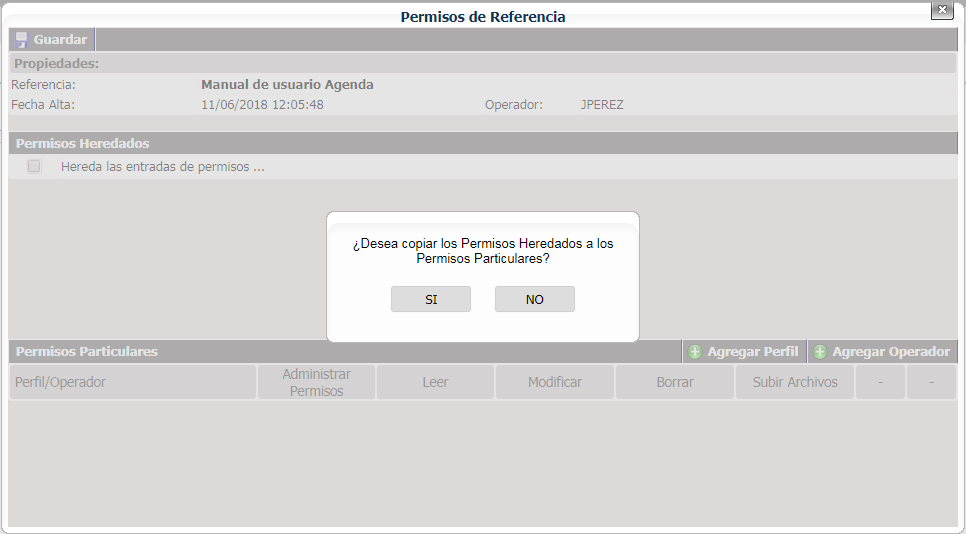 Permisos de Referencia
Guardar
Propiedades:
Referencia: Manual de usuario Agenda
Fecha Alta: 11/06/2018 12:05:48 Operador: JPEREZ
Permisos Heredados
Hereda las entradas de permisos ...
¿Desea copiar los Permisos Heredados a los
Permisos Particulares?
SI NO
Permisos Particulares Agregar Perfil Agregar Operador
Perfil/Operador Administrar Permisos Leer Modificar Borrar Subir Archivos - -